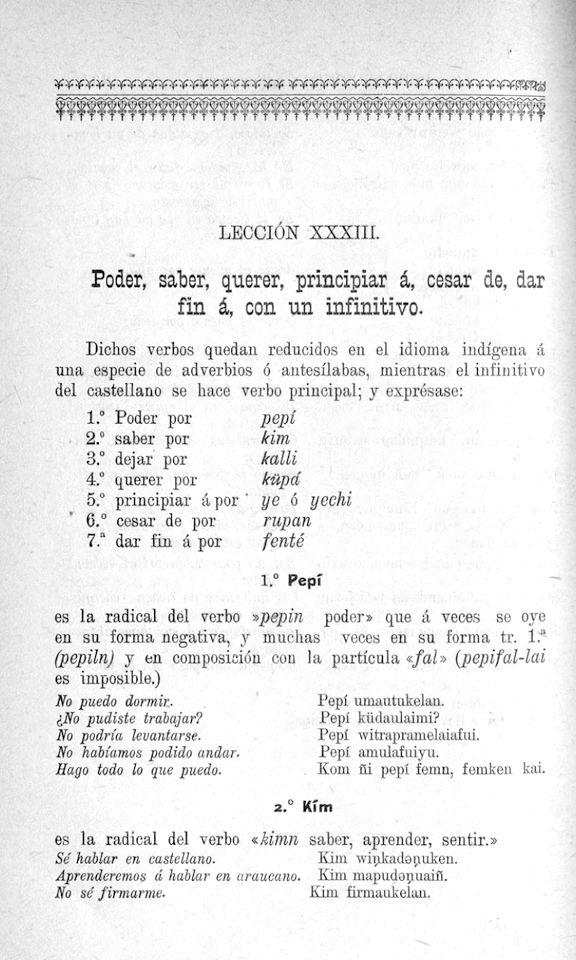 LECCIÓN XXXIII.
Poder, saber, querer, principiar á, cesar de, dar
fin á, con un infinitivo.
Dichos verbos quedan reducidos en el idioma indígena á
una especie de adverbios ó antesílabas, mientras el infinitivo
del castellano se hace verbo principal; y exprésase:
1.º Poder por pepí
2.º saber por kim
3.º dejar por kalli
4.º querer por küpá
5.º principiar á por ye ó yechi
6.º cesar de por rupan
7.ª dar fin á por fenté
1.º Pepí
es la radical del verbo »pepin poder» que á veces se oye
en su forma negativa, y muchas veces en su forma tr. 1.ª
(pepiln) y en composición con la partícula «fal» (pepifal-lai
es imposible.)
No puedo dormir. Pepí umautukelan.
¿No pudiste trabajar? Pepí küdaulaimi?
No podría levantarse. Pepí witrapramelaiafui.
No habíamos podido andar. Pepí amulafuiyu.
Hago todo lo que puedo. Kom ñi pepí femn, femken kai.
2.º Kím
es la radical del verbo «kimn saber, aprender, sentir.»
Sé hablar en castellano. Kim wiṇkadəṇuken.
Aprenderemos á hablar en araucano. Kim mapudəṇuaiñ.
No sé firmarme. Kim firmaukelan.